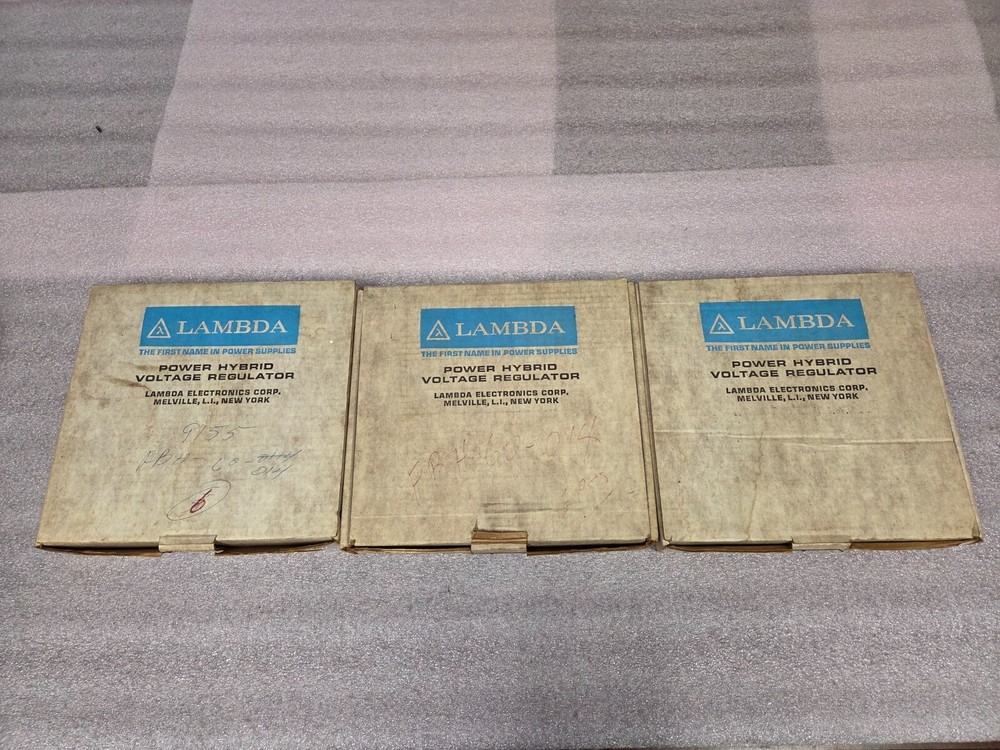 LAMBDA
THE FIRST NAME IN POWER SUPPLIES
POWER HYBRID
VOLTAGE REGULATOR
LAMBDA ELECTRONICS CORP.
MELVILLE, L.I., NEW YORK
9155
014
6
LAMBDA
THE FIRST NAME IN POWER SUPPLIES
POWER HYBRID
VOLTAGE REGULATOR
LAMBDA ELECTRONICS CORP.
MELVILLE, L.I., NEW YORK
LAMBDA
THE FIRST NAME IN POWER SUPPLIES
POWER HYBRID
VOLTAGE REGULATOR
LAMBDA ELECTRONICS CORP.
MELVILLE, L.I., NEW YORK